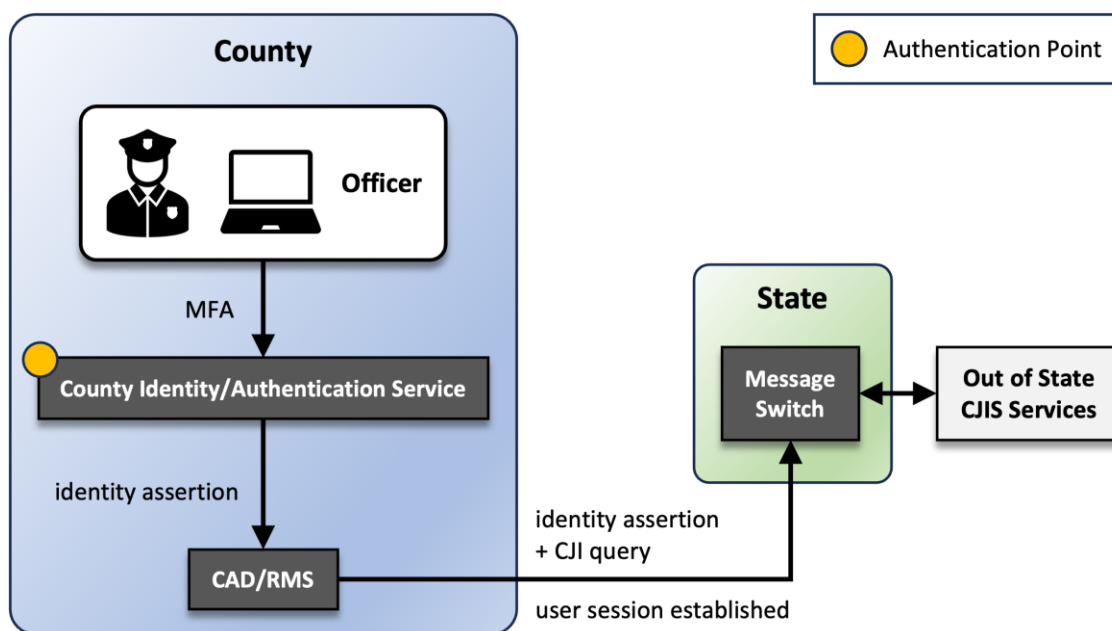 County
Authentication Point
Officer
MFA
County Identity/Authentication Service
identity assertion
CAD/RMS
identity assertion
+ CJI query
user session established
State
Message
Switch
Out of State
CJIS Services